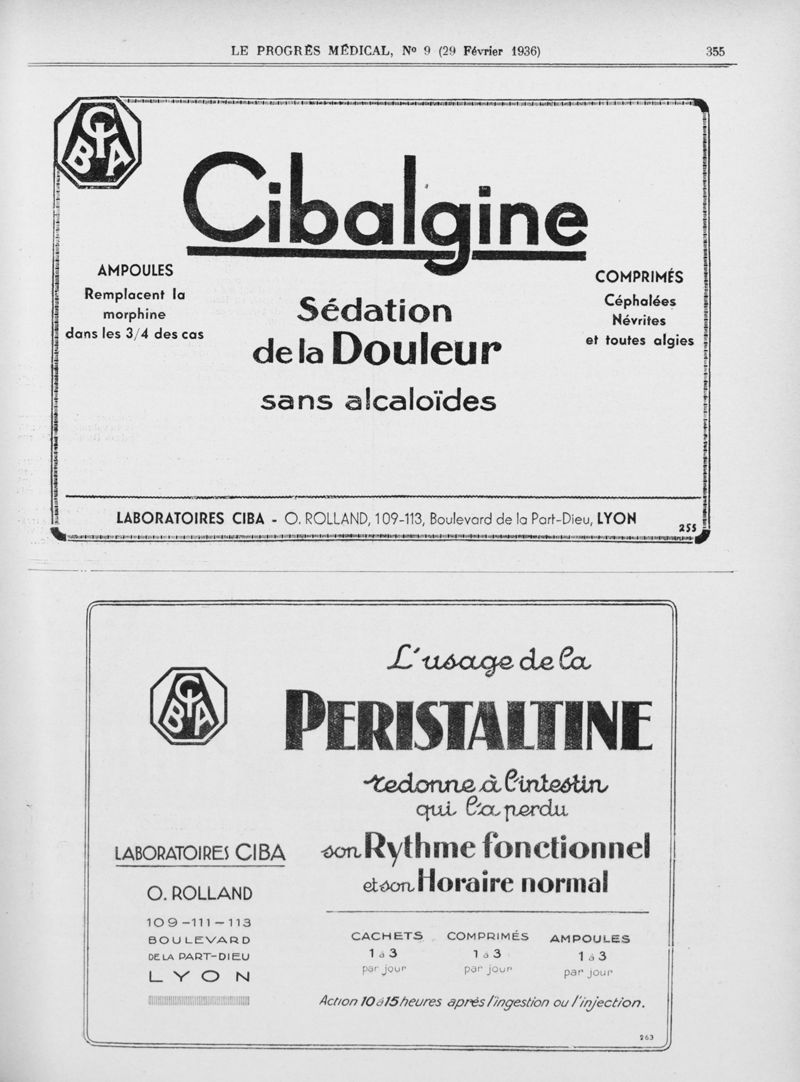 LE PROGRÈS MÉDICAL, Nº 9 (29 Février 1936)
355
CIBA
Cibalgine
AMPOULES
Remplacent la
morphine
dans les 3/4 des cas
Sédation
de la Douleur
sans alcaloïdes
COMPRIMÉS
Céphalées
Névrites
et toutes algies
LABORATOIRES CIBA - O. ROLLAND, 109-113, Boulevard de la Part-Dieu, LYON
255
CIBA
L'usage de la
PERISTALTINE
redonne à l'intestin
qui l'a perdu
son Rythme fonctionnel
et son Horaire normal
LABORATOIRES CIBA
O. ROLLAND
109-111-113
BOULEVARD
DE LA PART-DIEU
LYON
CACHETS
1 à 3
par jour
COMPRIMÉS
1 à 3
par jour
AMPOULES
1 à 3
par jour
Action 10 à 15 heures après l'ingestion ou l'injection.
263